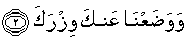 وَوَضَعْنَا عَنكَ وِزْرَكَ ۝٢